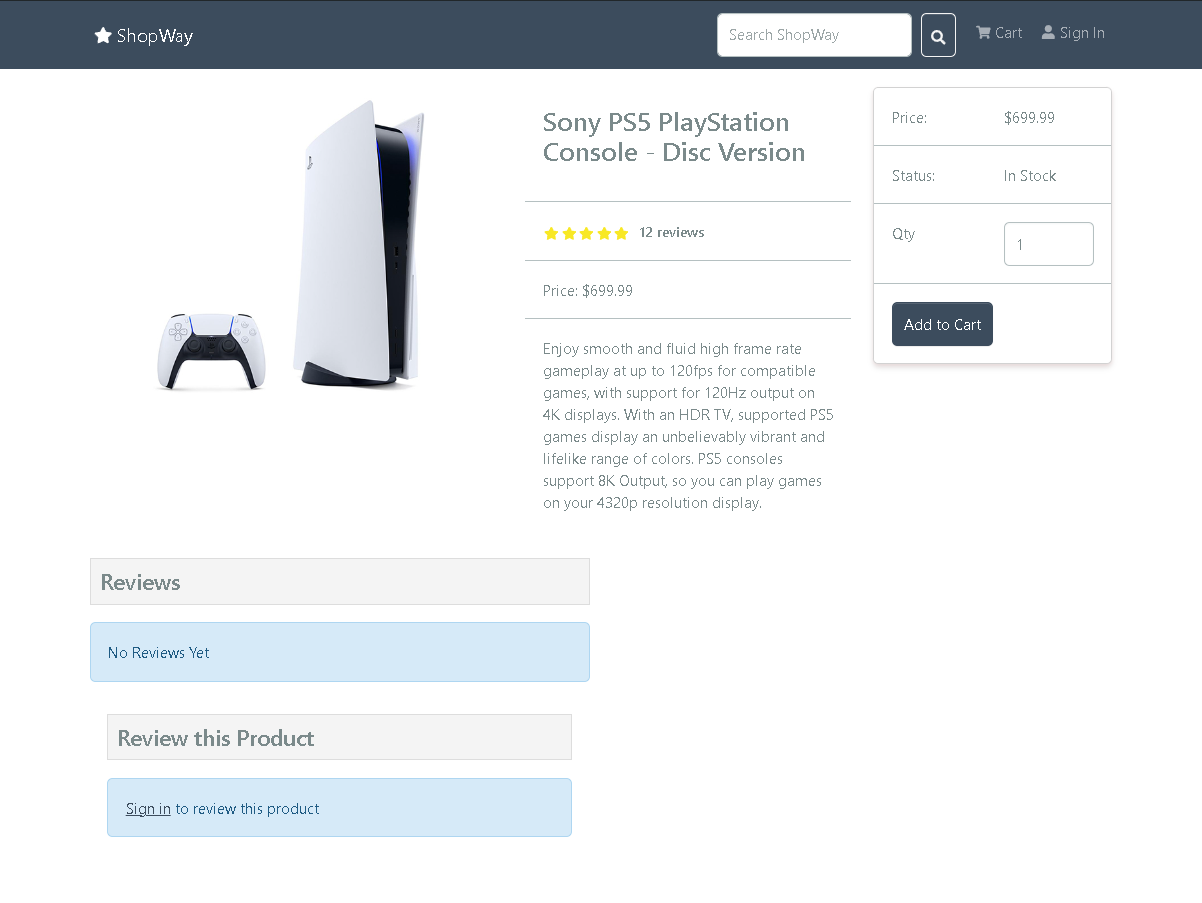 ShopWay
Search ShopWay
Cart
Sign In
Sony PS5 PlayStation
Console - Disc Version
12 reviews
Price: $699.99
Enjoy smooth and fluid high frame rate
gameplay at up to 120fps for compatible
games, with support for 120Hz output on
4K displays. With an HDR TV, supported PS5
games display an unbelievably vibrant and
lifelike range of colors. PS5 consoles
support 8K Output, so you can play games
on your 4320p resolution display.
Price: $699.99
Status: In Stock
Qty 1
Add to Cart
Reviews
No Reviews Yet
Review this Product
Sign in to review this product